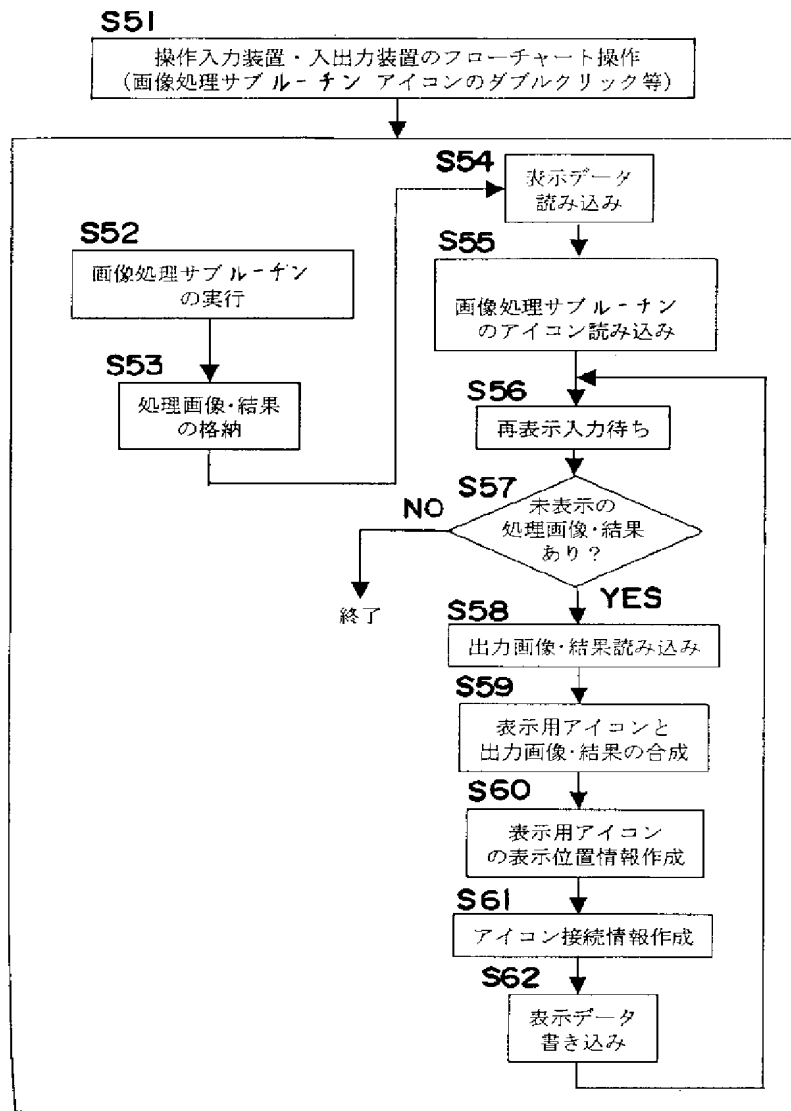 S51
操作入力装置・入出力装置のフローチャート操作
(画像処理サブルーチン アイコンのダブルクリック等)
S52
画像処理サブルーチン
の実行
S53
処理画像・結果
の格納
S54
表示データ
読み込み
S55
画像処理サブルーチン
のアイコン読み込み
S56
再表示入力待ち
S57
未表示の
処理画像・結果
あり?
NO
終了
YES
S58
出力画像・結果読み込み
S59
表示用アイコンと
出力画像・結果の合成
S60
表示用アイコン
の表示位置情報作成
S61
アイコン接続情報作成
S62
表示データ
書き込み